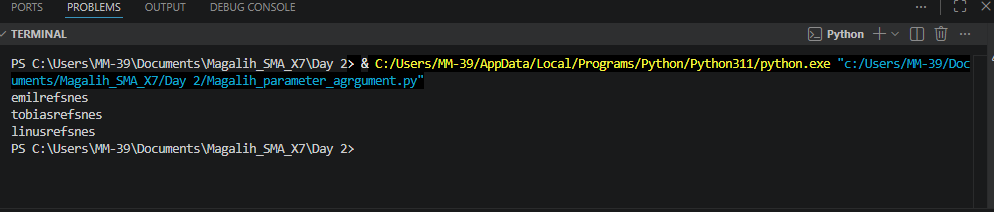 PORTS PROBLEMS OUTPUT DEBUG CONSOLE
TERMINAL Python
PS C:\Users\MM-39\Documents\Magalih_SMA_X7\Day 2> & C:/Users/MM-39/AppData/Local/Programs/Python/Python311/python.exe "c:/Users/MM-39/Doc
uments/Magalih_SMA_X7/Day 2/Magalih_parameter_agrgument.py"
emilrefsnes
tobiasrefsnes
linusrefsnes
PS C:\Users\MM-39\Documents\Magalih_SMA_X7\Day 2>